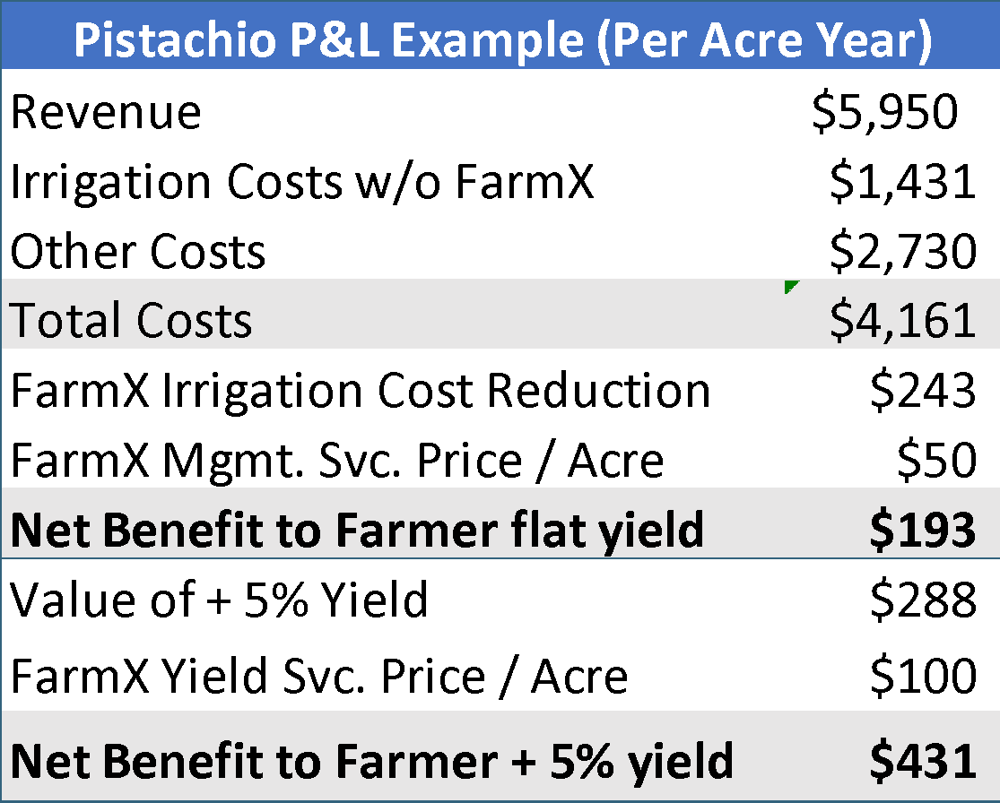 Pistachio P&L Example (Per Acre Year)
Revenue $5,950
Irrigation Costs w/o FarmX $1,431
Other Costs $2,730
Total Costs $4,161
FarmX Irrigation Cost Reduction $243
FarmX Mgmt. Svc. Price / Acre $50
Net Benefit to Farmer flat yield $193
Value of + 5% Yield $288
FarmX Yield Svc. Price / Acre $100
Net Benefit to Farmer + 5% yield $431